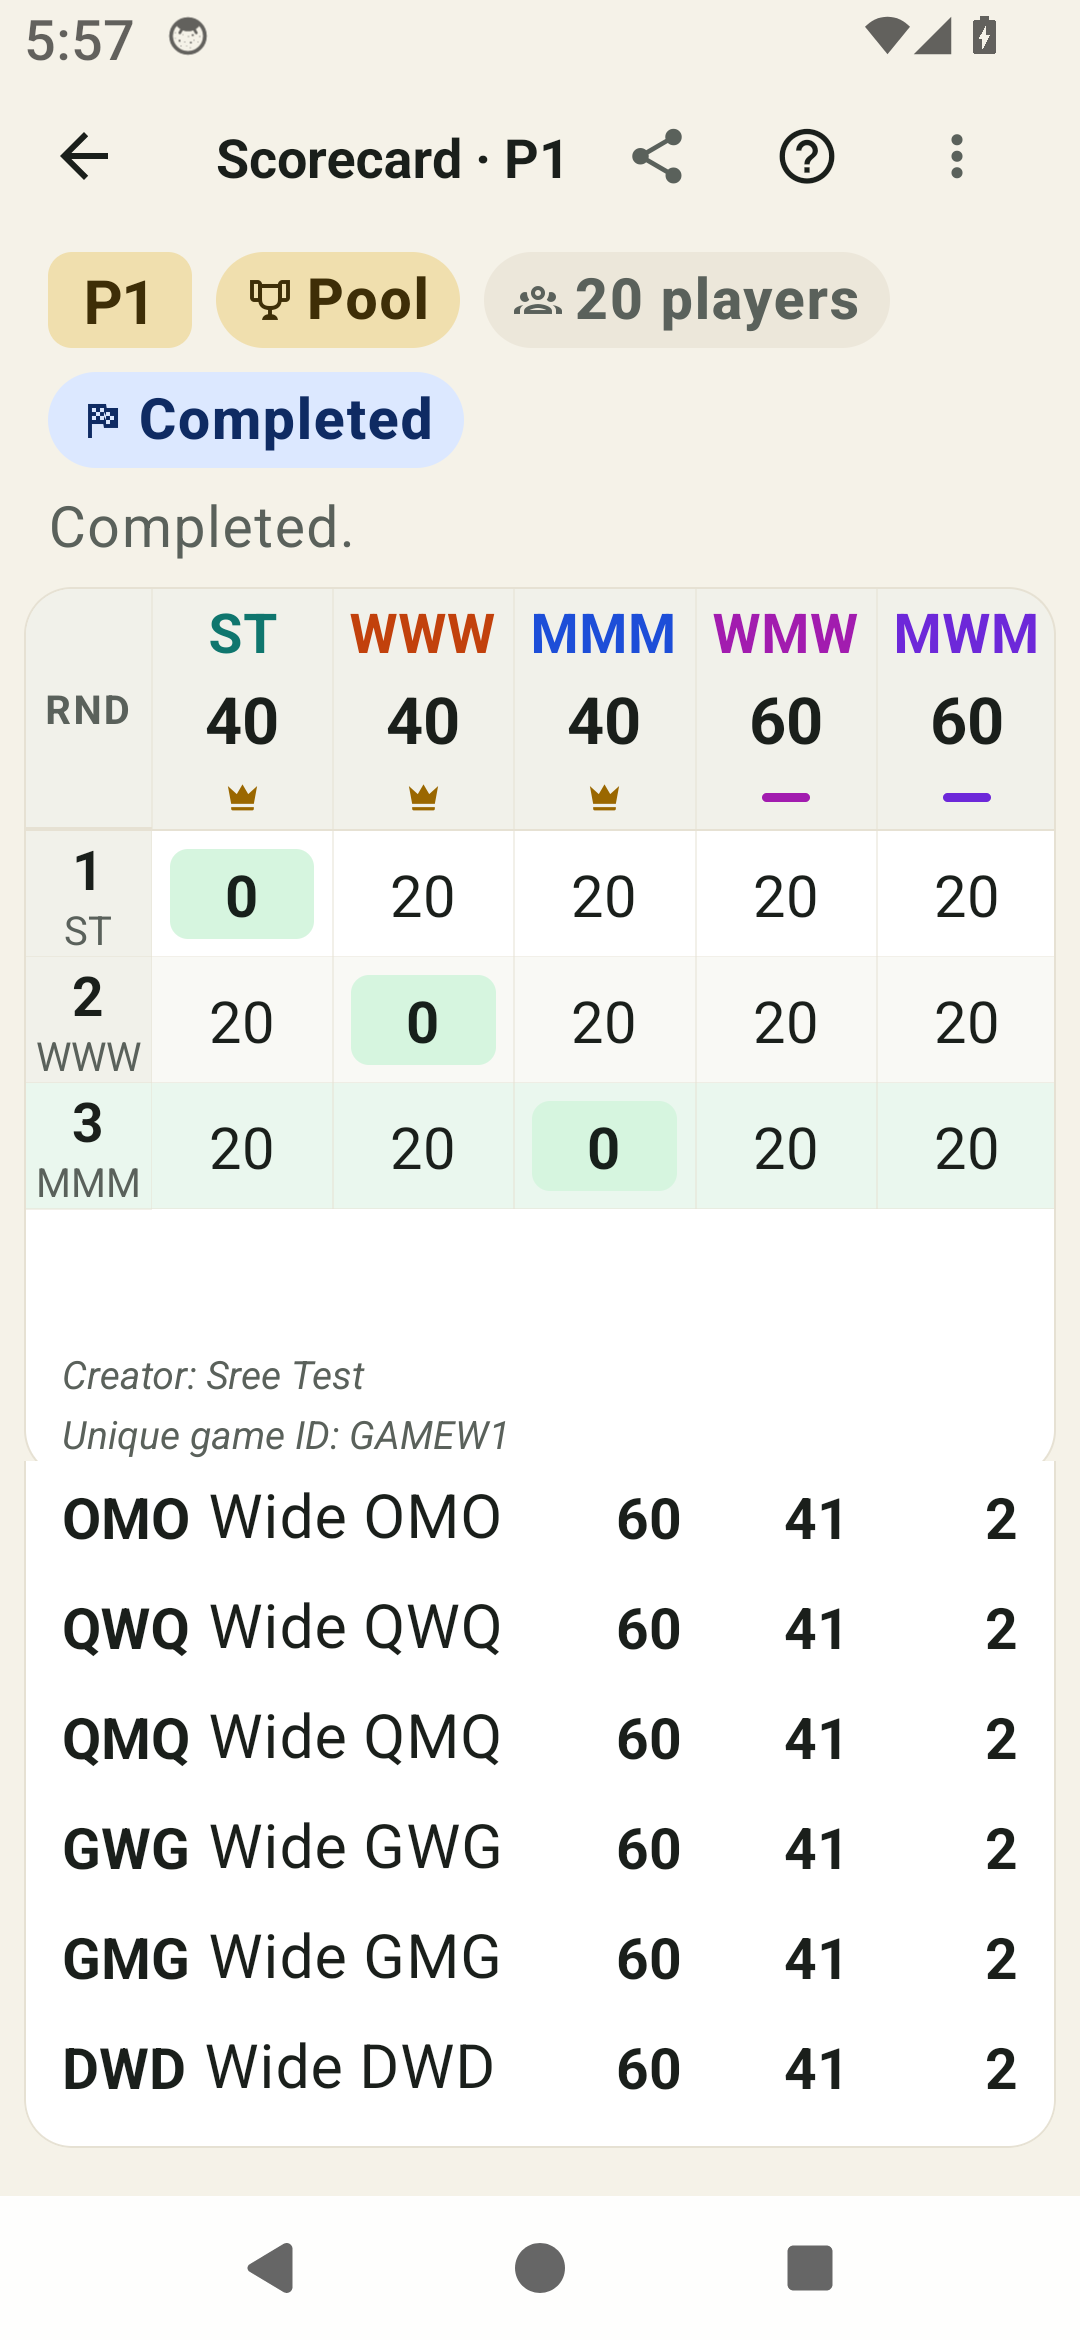 5:57
Scorecard · P1
P1 Pool 20 players
Completed
Completed.
RND ST WWW MMM WMW MWM
40 40 40 60 60
1 ST 0 20 20 20 20
2 WWW 20 0 20 20 20
3 MMM 20 20 0 20 20
Creator: Sree Test
Unique game ID: GAMEW1
OMO Wide OMO 60 41 2
QWQ Wide QWQ 60 41 2
QMQ Wide QMQ 60 41 2
GWG Wide GWG 60 41 2
GMG Wide GMG 60 41 2
DWD Wide DWD 60 41 2